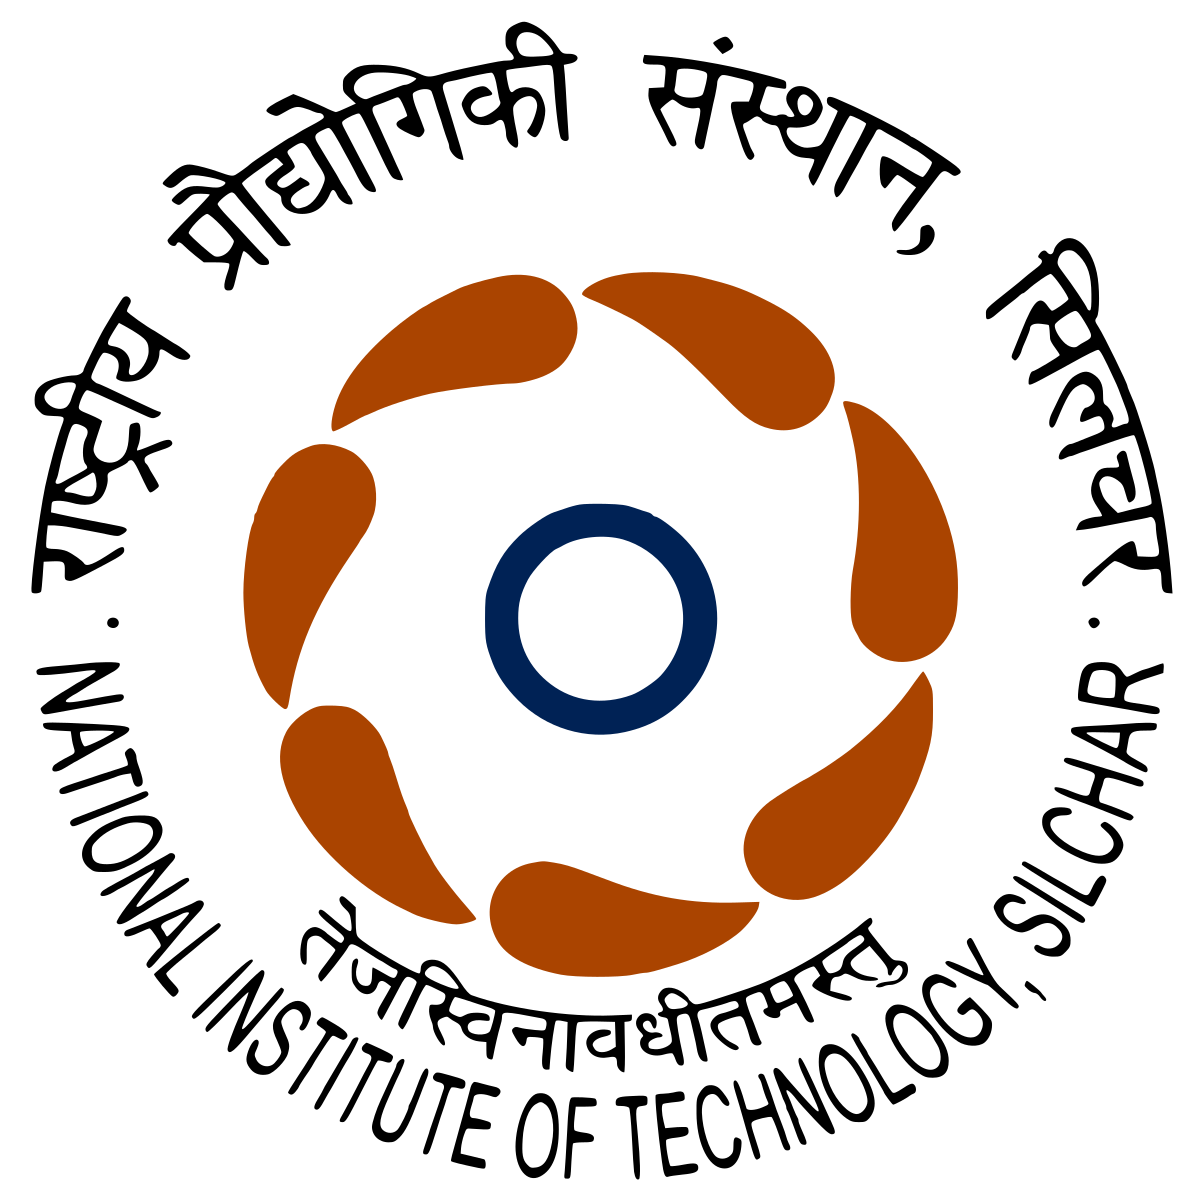 राष्ट्रीय प्रौद्योगिकी संस्थान, सिलचर
तेजस्विनावधीतमस्तु
· NATIONAL INSTITUTE OF TECHNOLOGY, SILCHAR ·